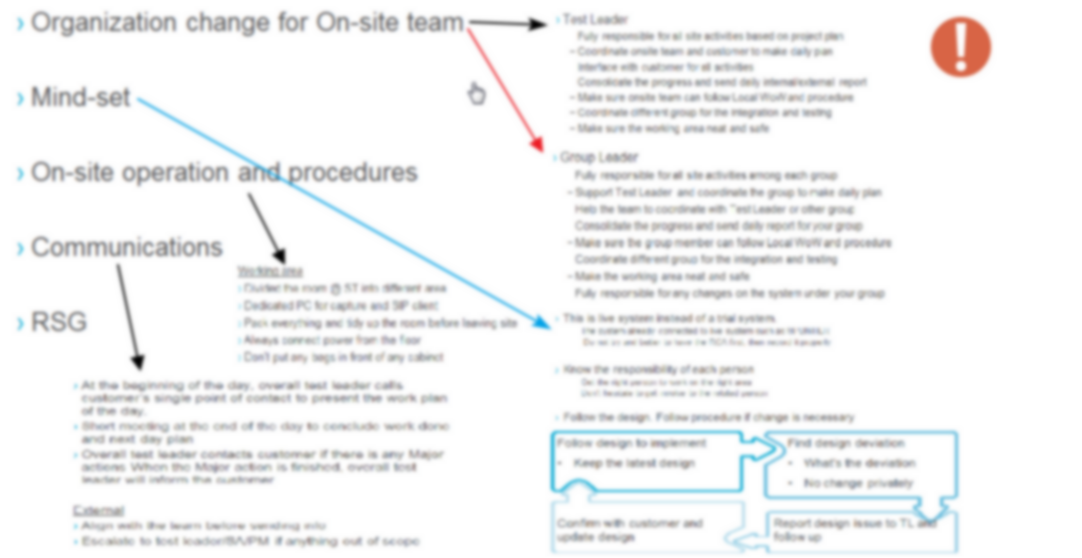 › Organization change for On-site team
› Mind-set
› On-site operation and procedures
› Communications
› RSG
› Test Leader
Fully responsible for all site activities based on project plan
– Coordinate onsite team and customer to make daily plan
Interface with customer for all activities
Consolidate the progress and send daily internal/external report
– Make sure onsite team can follow Local WoW and procedure
– Coordinate different group for the integration and testing
– Make sure the working area neat and safe
› Group Leader
Fully responsible for all site activities among each group
– Support Test Leader and coordinate the group to make daily plan
Help the team to coordinate with Test Leader or other group
Consolidate the progress and send daily report for your group
– Make sure the group member can follow Local WoW and procedure
Coordinate different group for the integration and testing
– Make the working area neat and safe
Fully responsible for any changes on the system under your group
› This is live system instead of a trial system
› Know the responsibility of each person
› Follow the design. Follow procedure if change is necessary
Follow design to implement
• Keep the latest design
Find design deviation
• What's the deviation
• No change privately
Confirm with customer and
update design
Report design issue to TL and
follow up
Working area
› Divided the room @ ST into different area
› Dedicated PC for capture and SIP client
› Pack everything and tidy up the room before leaving site
› Always connect power from the floor
› Don't put any bags in front of any cabinet
› At the beginning of the day, overall test leader calls
customer's single point of contact to present the work plan
of the day.
› Short meeting at the end of the day to conclude work done
and next day plan
› Overall test leader contacts customer if there is any Major
actions. When the Major action is finished, overall test
leader will inform the customer
External
› Align with the team before sending info
› Escalate to test leader/ if anything out of scope